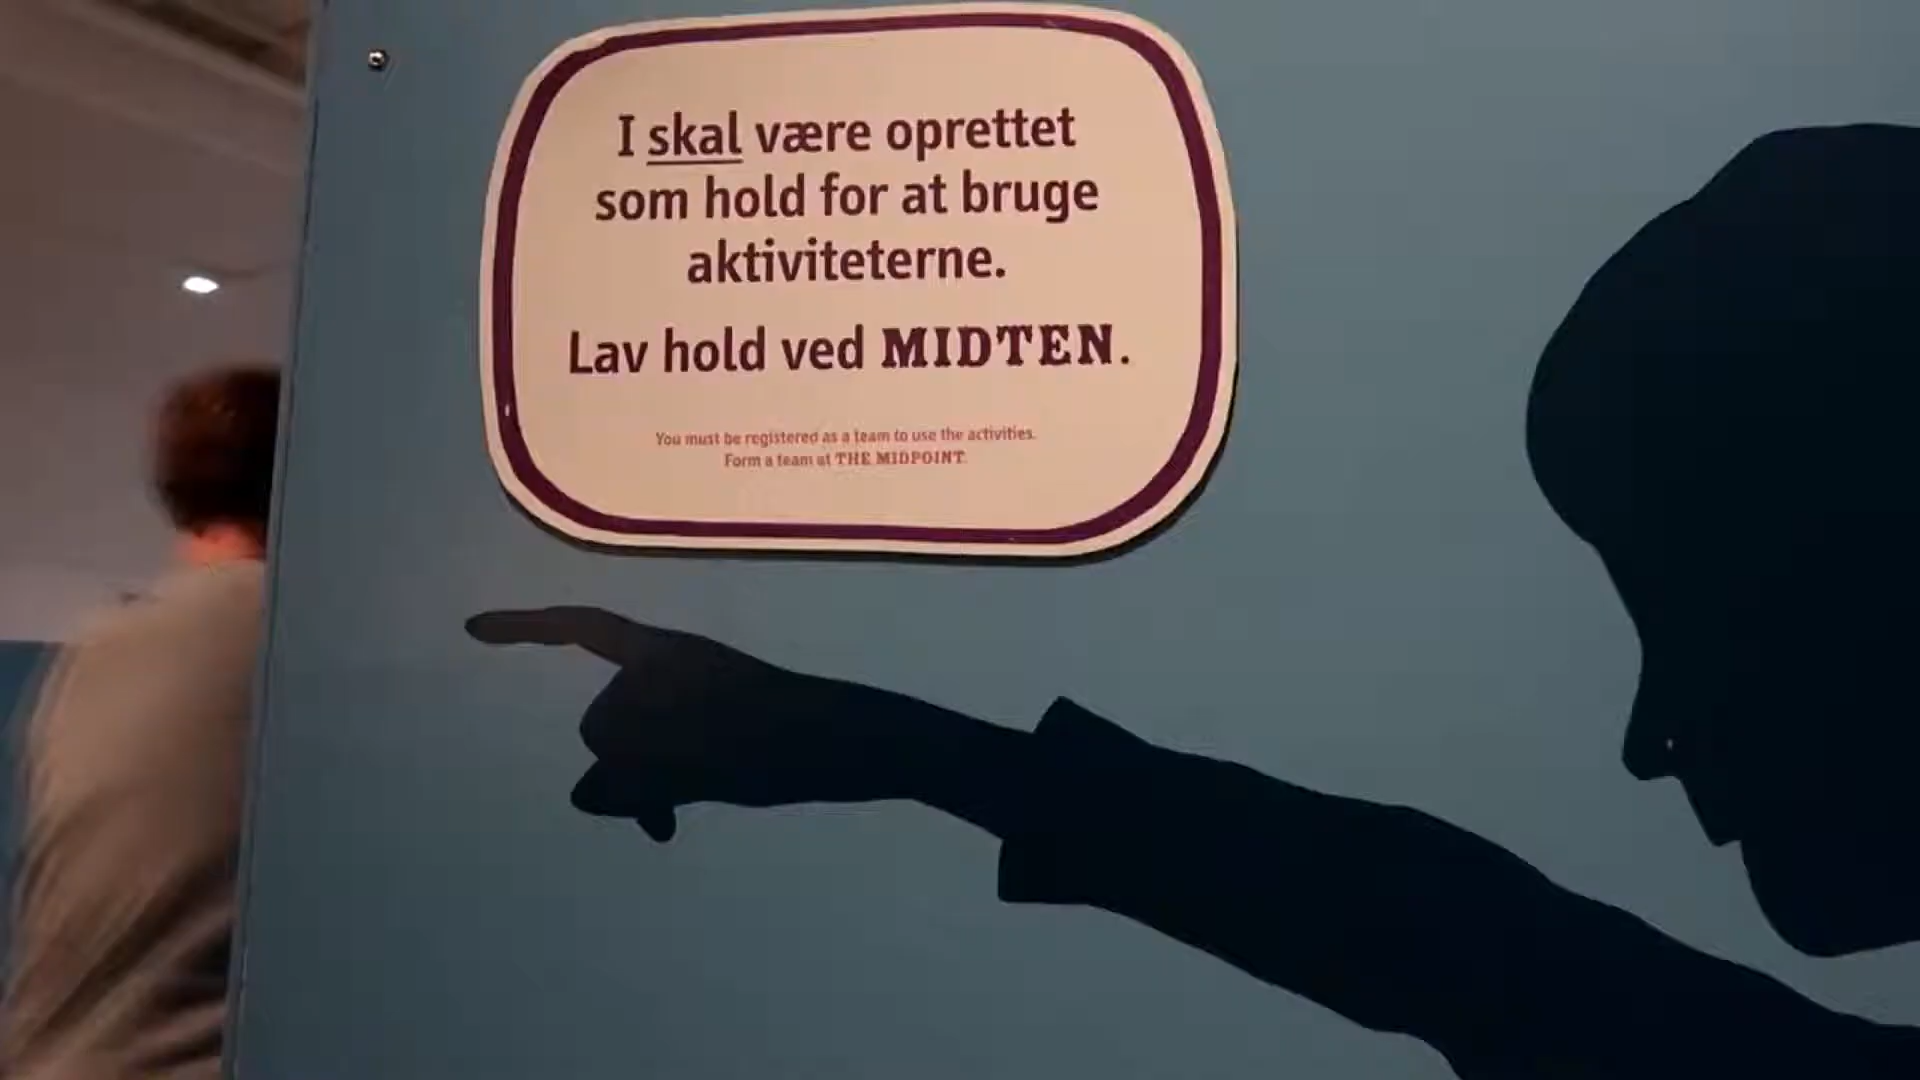 I skal være oprettet
som hold for at bruge
aktiviteterne.
Lav hold ved MIDTEN.
You must be registered as a team to use the activities.
Form a team at THE MIDPOINT.